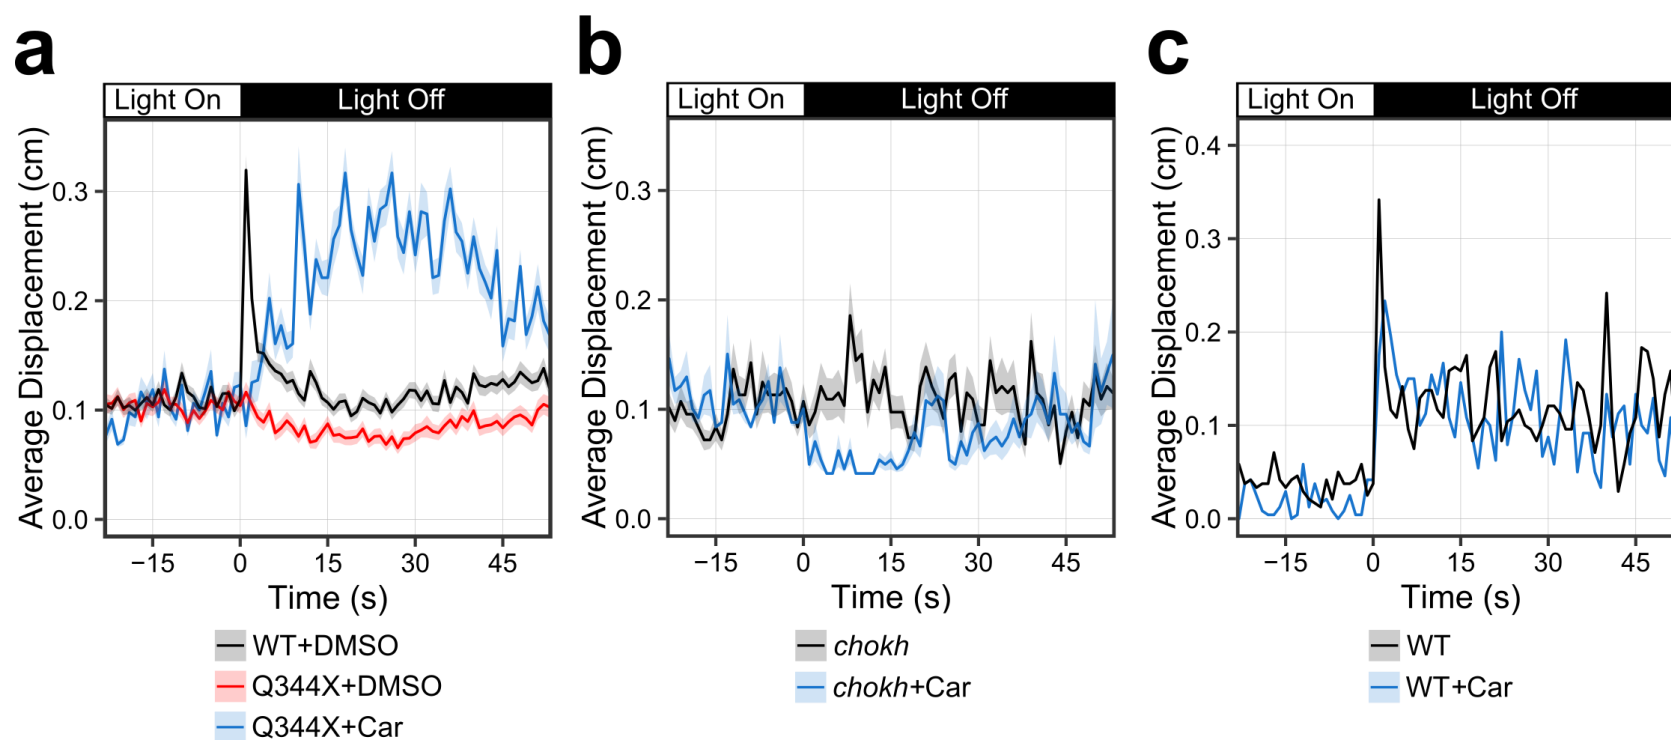 a
Light On
Light Off
Average Displacement (cm)
0.3
0.2
0.1
0.0
−15
0
15
30
45
Time (s)
WT+DMSO
Q344X+DMSO
Q344X+Car
b
Light On
Light Off
Average Displacement (cm)
0.3
0.2
0.1
0.0
−15
0
15
30
45
Time (s)
chokh
chokh+Car
c
Light On
Light Off
Average Displacement (cm)
0.4
0.3
0.2
0.1
0.0
−15
0
15
30
45
Time (s)
WT
WT+Car